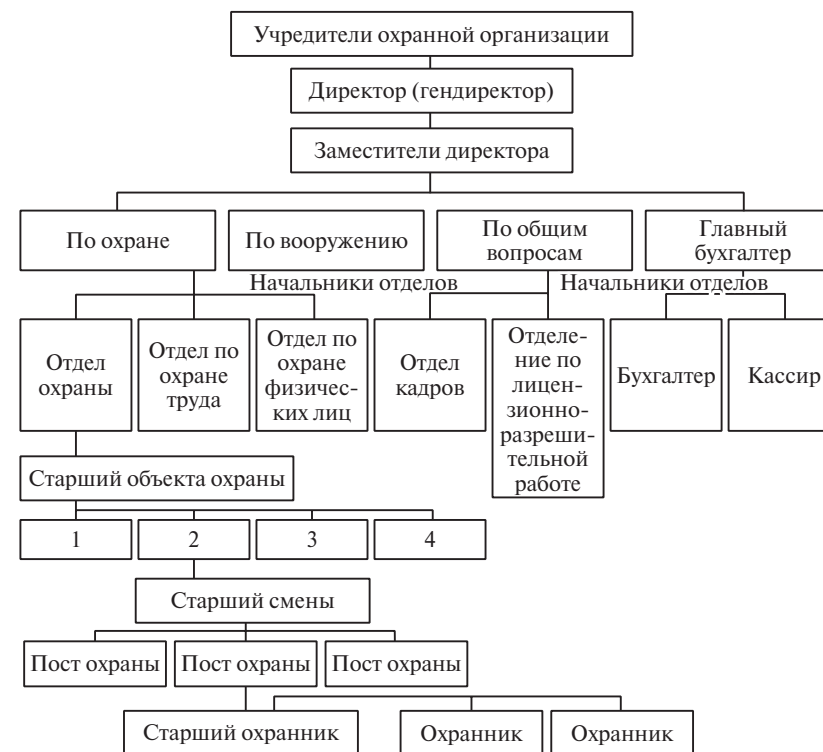 Учредители охранной организации
Директор (гендиректор)
Заместители директора
По охране
По вооружению
По общим
вопросам
Главный
бухгалтер
Начальники отделов
Начальники отделов
Отдел
охраны
Отдел по
охране
труда
Отдел по
охране
физичес-
ких лиц
Отдел
кадров
Отделе-
ние по
лицен-
зионно-
разреши-
тельной
работе
Бухгалтер
Кассир
Старший объекта охраны
1
2
3
4
Старший смены
Пост охраны
Пост охраны
Пост охраны
Старший охранник
Охранник
Охранник